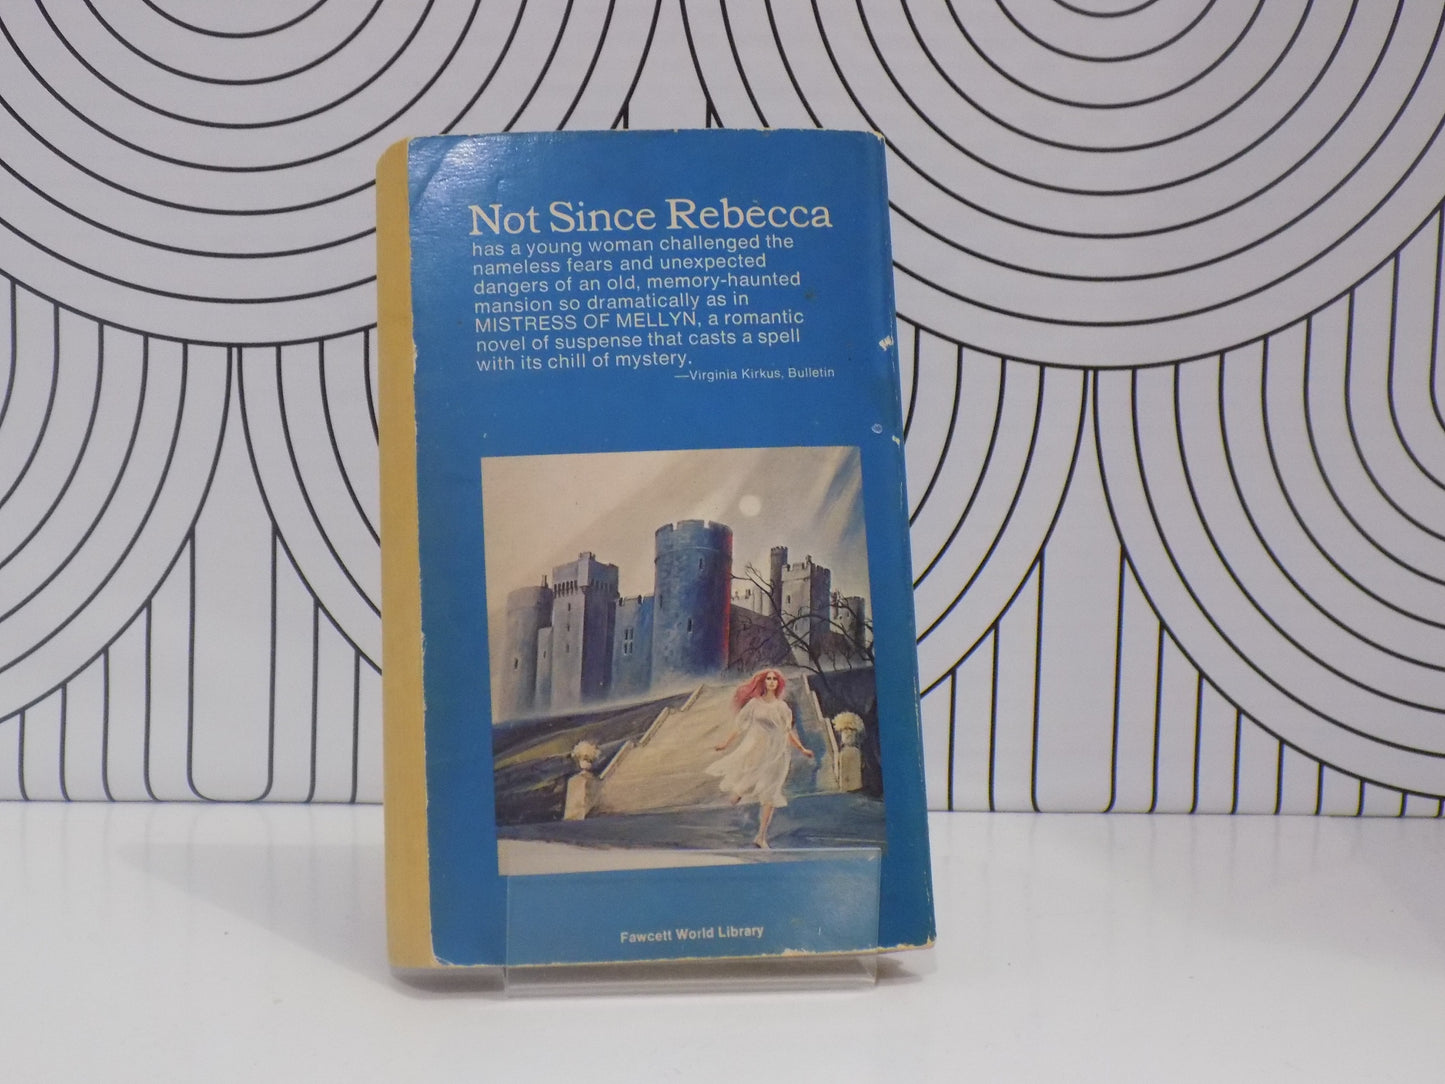 Not Since Rebecca
has a young woman challenged the
nameless fears and unexpected
dangers of an old, memory-haunted
mansion so dramatically as in
MISTRESS OF MELLYN, a romantic
novel of suspense that casts a spell
with its chill of mystery.
—Virginia Kirkus, Bulletin
Fawcett World Library